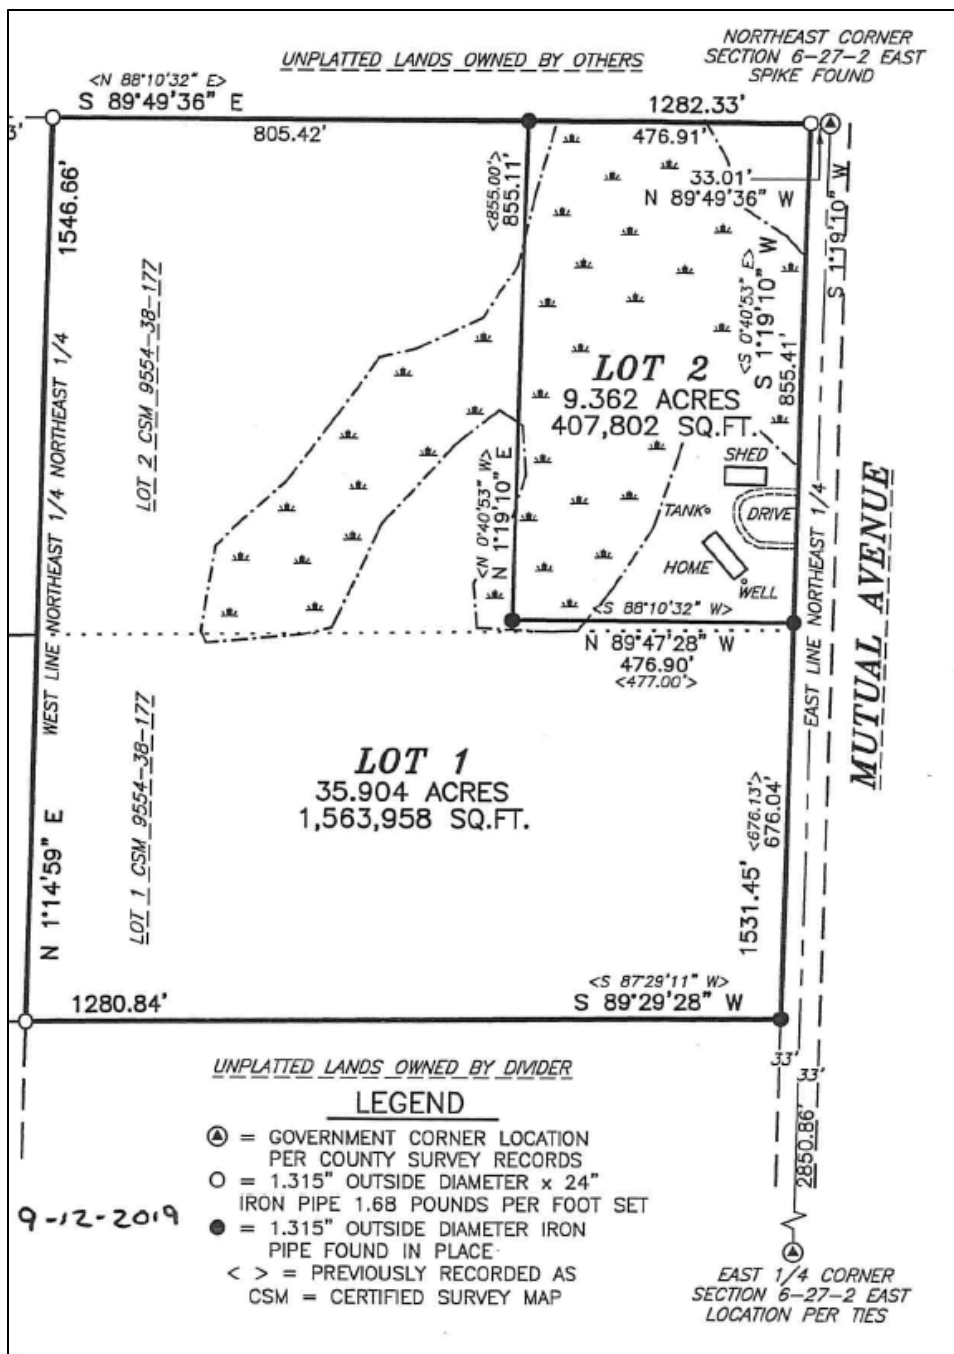 NORTHEAST CORNER
SECTION 6-27-2 EAST
SPIKE FOUND
UNPLATTED LANDS OWNED BY OTHERS
<N 88°10'32" E>
S 89°49'36" E
1282.33'
3'
805.42'
476.91'
33.01'
N 89°49'36" W
<855.00'>
855.11'
1546.66'
S 1°19'10" W
<S 0°40'53" E>
S 1°19'10" W
855.41'
LOT 2 CSM 9554-38-177
WEST LINE NORTHEAST 1/4 NORTHEAST 1/4
LOT 2
9.362 ACRES
407,802 SQ.FT.
SHED
TANK
DRIVE
HOME
WELL
<N 0°40'53" W>
N 1°19'10" E
<S 88°10'32" W>
N 89°47'28" W
476.90'
<477.00'>
EAST LINE NORTHEAST 1/4
MUTUAL AVENUE
LOT 1
35.904 ACRES
1,563,958 SQ.FT.
LOT 1 CSM 9554-38-177
N 1°14'59" E
<676.13'>
676.04'
1531.45'
<S 87°29'11" W>
S 89°29'28" W
1280.84'
33'
33'
2850.86'
UNPLATTED LANDS OWNED BY DIVIDER
LEGEND
= GOVERNMENT CORNER LOCATION
PER COUNTY SURVEY RECORDS
= 1.315" OUTSIDE DIAMETER x 24"
IRON PIPE 1.68 POUNDS PER FOOT SET
= 1.315" OUTSIDE DIAMETER IRON
PIPE FOUND IN PLACE
< > = PREVIOUSLY RECORDED AS
CSM = CERTIFIED SURVEY MAP
9-12-2019
EAST 1/4 CORNER
SECTION 6-27-2 EAST
LOCATION PER TIES